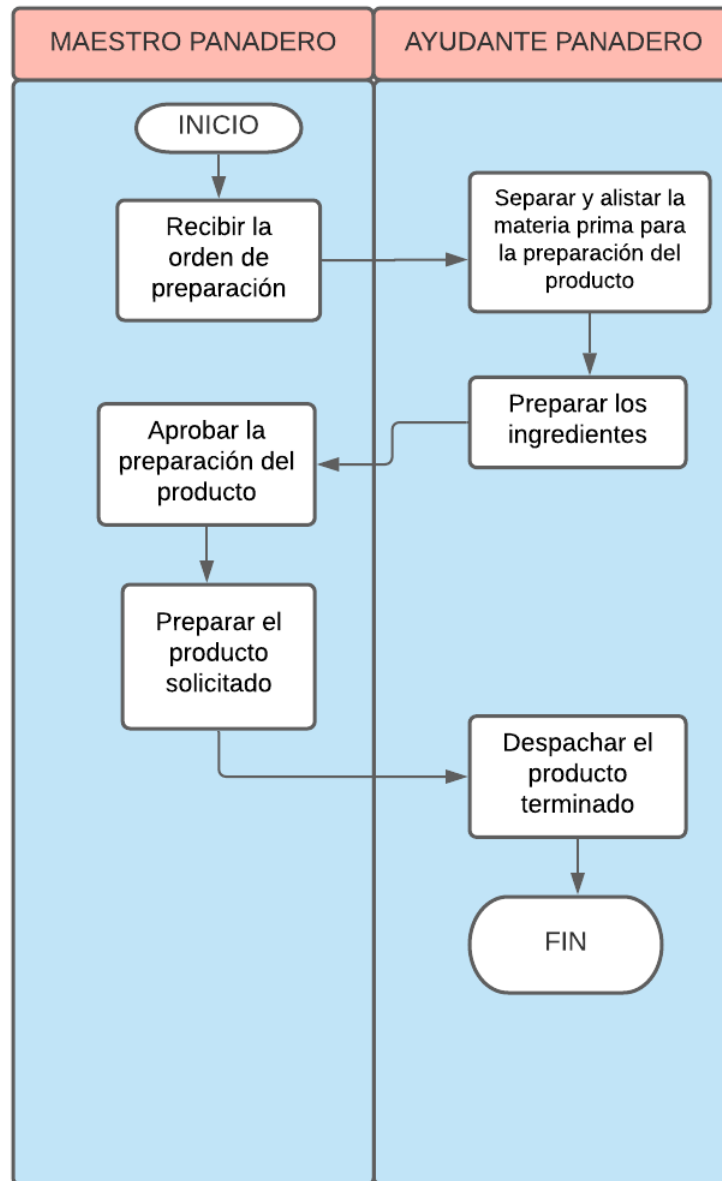 MAESTRO PANADERO
AYUDANTE PANADERO
INICIO
Recibir la
orden de
preparación
Separar y alistar la
materia prima para
la preparación del
producto
Preparar los
ingredientes
Aprobar la
preparación del
producto
Preparar el
producto
solicitado
Despachar el
producto
terminado
FIN